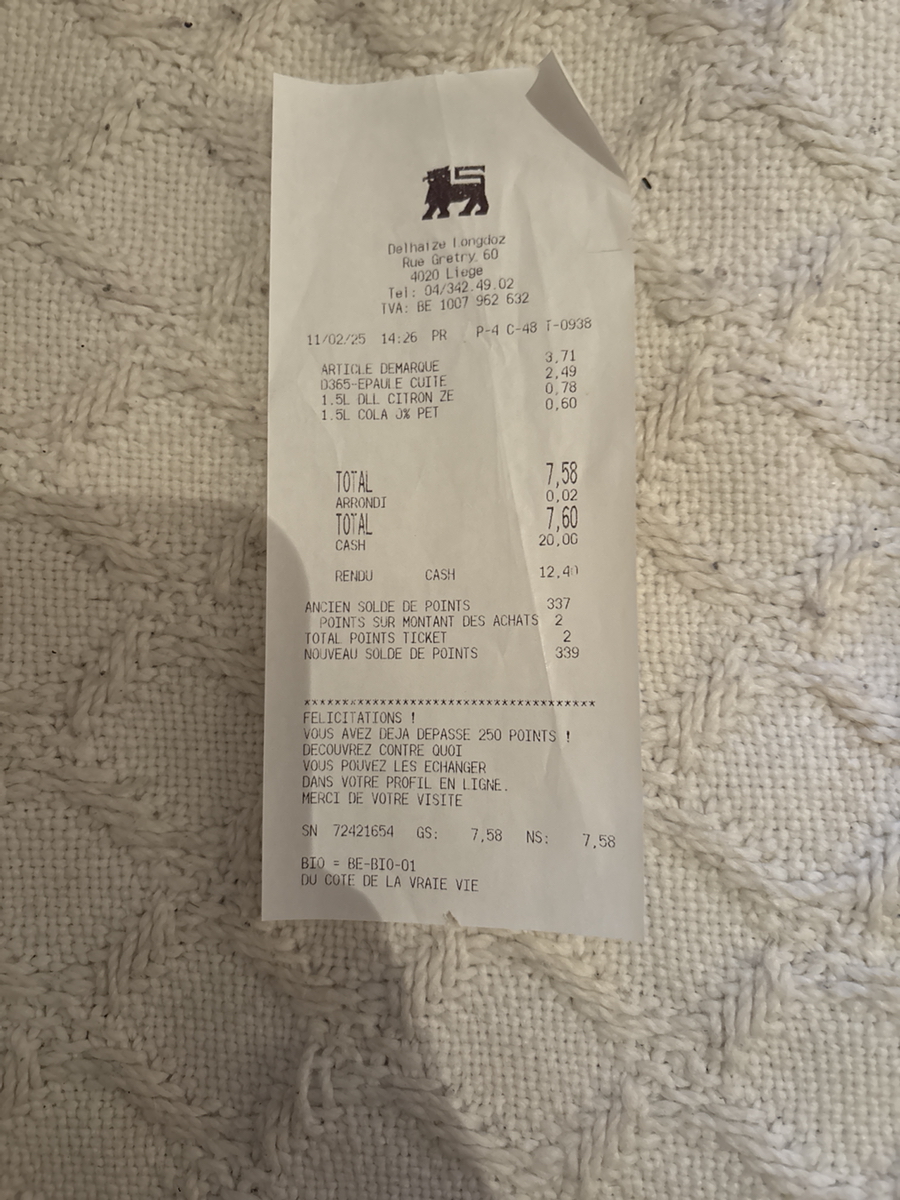 Delhaize Longdoz
Rue Gretry 60
4020 Liege
Tel: 04/342.49.02
TVA: BE 1007 962 632
11/02/25 14:26 PR P-4 C-48 T-0938
ARTICLE DEMARQUE 3,71
D365-EPAULE CUITE 2,49
1.5L DLL CITRON ZE 0,78
1.5L COLA 0% PET 0,60
TOTAL 7,58
ARRONDI 0,02
TOTAL 7,60
CASH 20,00
RENDU CASH 12,40
ANCIEN SOLDE DE POINTS 337
POINTS SUR MONTANT DES ACHATS 2
TOTAL POINTS TICKET 2
NOUVEAU SOLDE DE POINTS 339
***************************************
FELICITATIONS !
VOUS AVEZ DEJA DEPASSE 250 POINTS !
DECOUVREZ CONTRE QUOI
VOUS POUVEZ LES ECHANGER
DANS VOTRE PROFIL EN LIGNE.
MERCI DE VOTRE VISITE
SN 72421654 GS: 7,58 NS: 7,58
BIO = BE-BIO-01
DU COTE DE LA VRAIE VIE